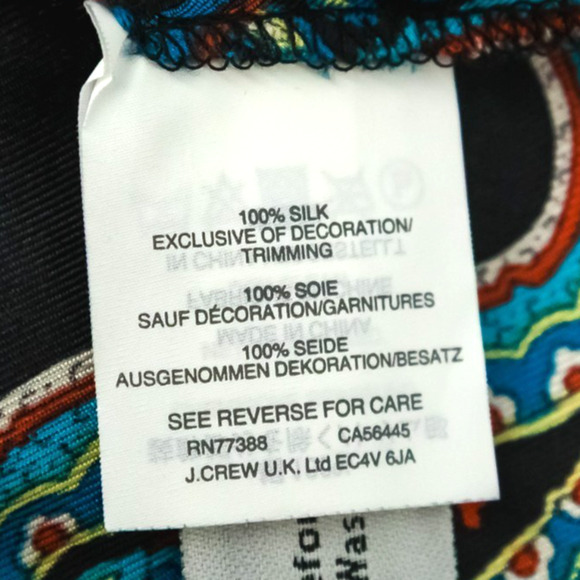 100% SILK
EXCLUSIVE OF DECORATION/
TRIMMING
100% SOIE
SAUF DÉCORATION/GARNITURES
100% SEIDE
AUSGENOMMEN DEKORATION/BESATZ
SEE REVERSE FOR CARE
RN77388 CA56445
J.CREW U.K. Ltd EC4V 6JA